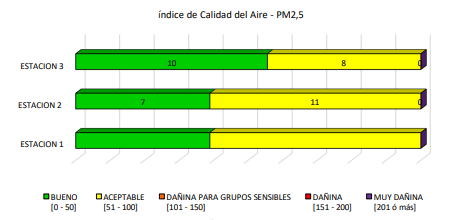 índice de Calidad del Aire - PM2,5
ESTACION 3
10
8
0
ESTACION 2
7
11
0
ESTACION 1
BUENO ACEPTABLE DAÑINA PARA GRUPOS SENSIBLES DAÑINA MUY DAÑINA
[0 - 50] [51 - 100] [101 - 150] [151 - 200] [201 ó más]